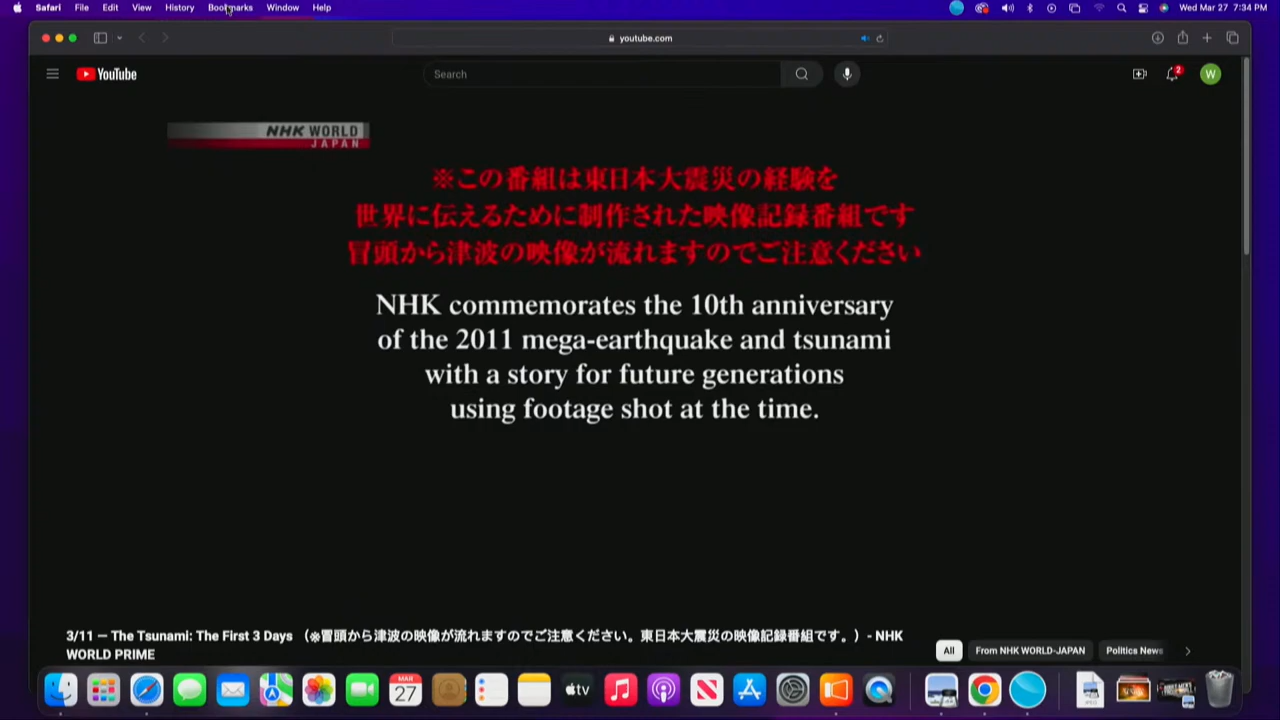 Safari File Edit View History Bookmarks Window Help Wed Mar 27 7:34 PM
youtube.com
YouTube
Search
2
W
NHK WORLD
JAPAN
※この番組は東日本大震災の経験を
世界に伝えるために制作された映像記録番組です
冒頭から津波の映像が流れますのでご注意ください
NHK commemorates the 10th anniversary
of the 2011 mega-earthquake and tsunami
with a story for future generations
using footage shot at the time.
3/11 – The Tsunami: The First 3 Days （※冒頭から津波の映像が流れますのでご注意ください。東日本大震災の映像記録番組です。）- NHK
WORLD PRIME
All From NHK WORLD-JAPAN Politics News
MAR
27
tv
JPEG